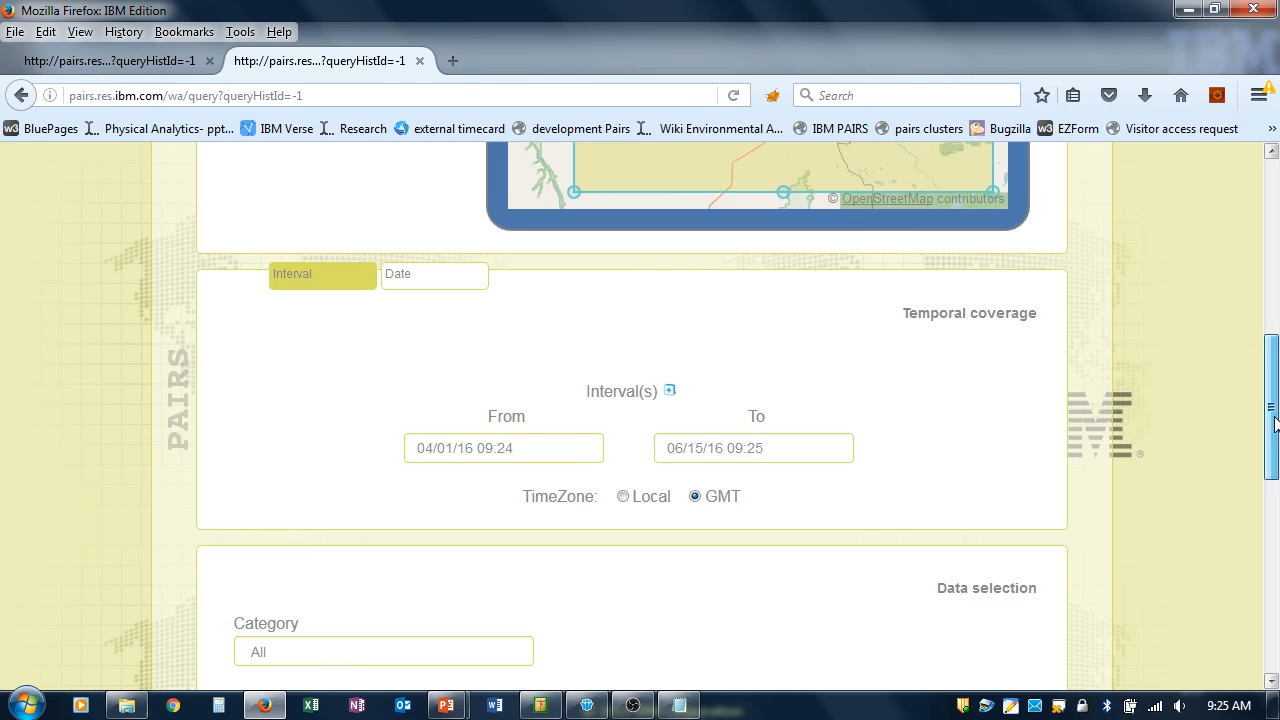 Mozilla Firefox: IBM Edition
File Edit View History Bookmarks Tools Help
http://pairs.res...?queryHistId=-1 http://pairs.res...?queryHistId=-1
pairs.res.ibm.com/wa/query?queryHistId=-1 Search
BluePages Physical Analytics- ppt... IBM Verse Research external timecard development Pairs Wiki Environmental A... IBM PAIRS pairs clusters Bugzilla EZForm Visitor access request
© OpenStreetMap contributors
Interval Date
Temporal coverage
PAIRS
Interval(s)
From To
04/01/16 09:24 06/15/16 09:25
TimeZone: Local GMT
Data selection
Category
All
9:25 AM